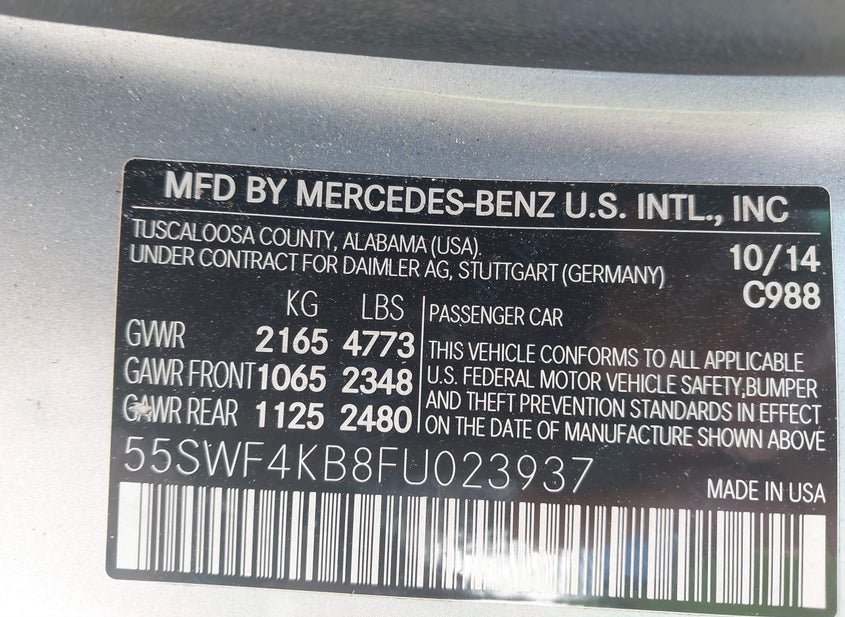 MFD BY MERCEDES-BENZ U.S. INTL., INC
TUSCALOOSA COUNTY, ALABAMA (USA).
UNDER CONTRACT FOR DAIMLER AG, STUTTGART (GERMANY)
10/14
C988
KG LBS
GVWR 2165 4773
GAWR FRONT 1065 2348
GAWR REAR 1125 2480
PASSENGER CAR
THIS VEHICLE CONFORMS TO ALL APPLICABLE
U.S. FEDERAL MOTOR VEHICLE SAFETY,BUMPER
AND THEFT PREVENTION STANDARDS IN EFFECT
ON THE DATE OF MANUFACTURE SHOWN ABOVE
55SWF4KB8FU023937
MADE IN USA